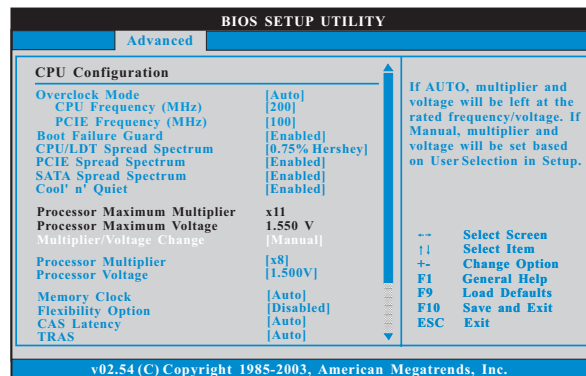 BIOS SETUP UTILITY
Advanced
CPU Configuration
Overclock Mode [Auto]
CPU Frequency (MHz) [200]
PCIE Frequency (MHz) [100]
Boot Failure Guard [Enabled]
CPU/LDT Spread Spectrum [0.75% Hershey]
PCIE Spread Spectrum [Enabled]
SATA Spread Spectrum [Enabled]
Cool' n' Quiet [Enabled]
Processor Maximum Multiplier x11
Processor Maximum Voltage 1.550 V
Multiplier/Voltage Change [Manual]
Processor Multiplier [x8]
Processor Voltage [1.500V]
Memory Clock [Auto]
Flexibility Option [Disabled]
CAS Latency [Auto]
TRAS [Auto]
If AUTO, multiplier and
voltage will be left at the
rated frequency/voltage. If
Manual, multiplier and
voltage will be set based
on User Selection in Setup.
←→ Select Screen
↑↓ Select Item
+- Change Option
F1 General Help
F9 Load Defaults
F10 Save and Exit
ESC Exit
v02.54 (C) Copyright 1985-2003, American Megatrends, Inc.